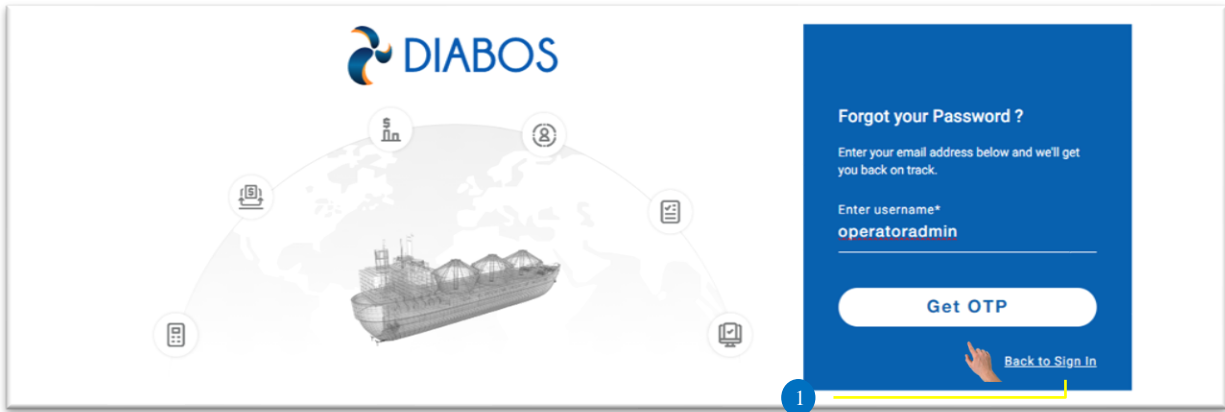 DIABOS
$
$
Forgot your Password ?
Enter your email address below and we'll get
you back on track.
Enter username*
operatoradmin
Get OTP
Back to Sign In
1